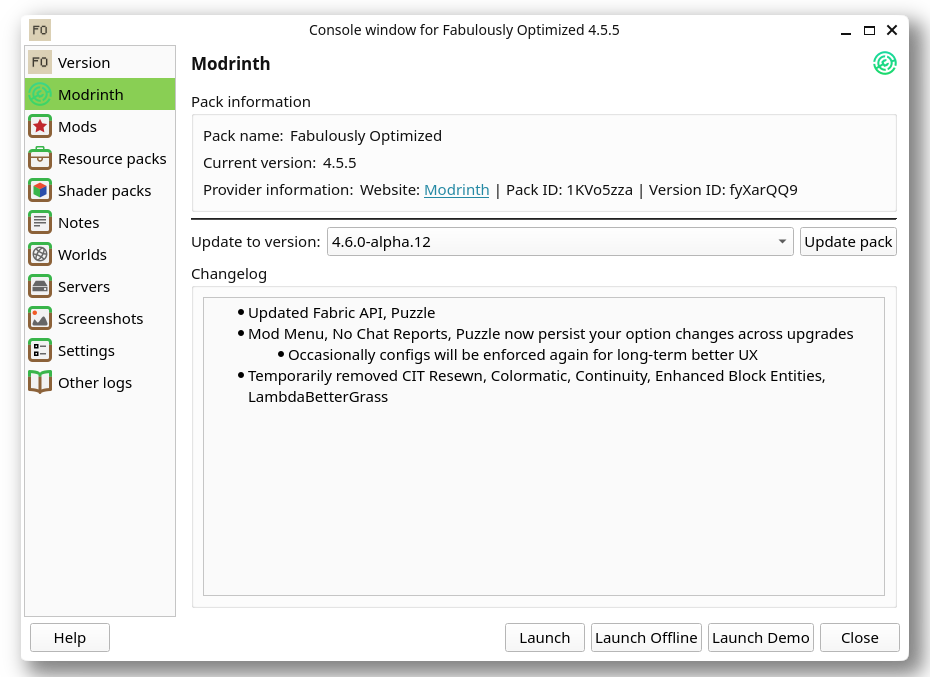 FO Console window for Fabulously Optimized 4.5.5
FO Version
Modrinth
Mods
Resource packs
Shader packs
Notes
Worlds
Servers
Screenshots
Settings
Other logs
Modrinth
Pack information
Pack name: Fabulously Optimized
Current version: 4.5.5
Provider information: Website: Modrinth | Pack ID: 1KVo5zza | Version ID: fyXarQQ9
Update to version: 4.6.0-alpha.12 Update pack
Changelog
• Updated Fabric API, Puzzle
• Mod Menu, No Chat Reports, Puzzle now persist your option changes across upgrades
• Occasionally configs will be enforced again for long-term better UX
• Temporarily removed CIT Resewn, Colormatic, Continuity, Enhanced Block Entities,
LambdaBetterGrass
Help Launch Launch Offline Launch Demo Close